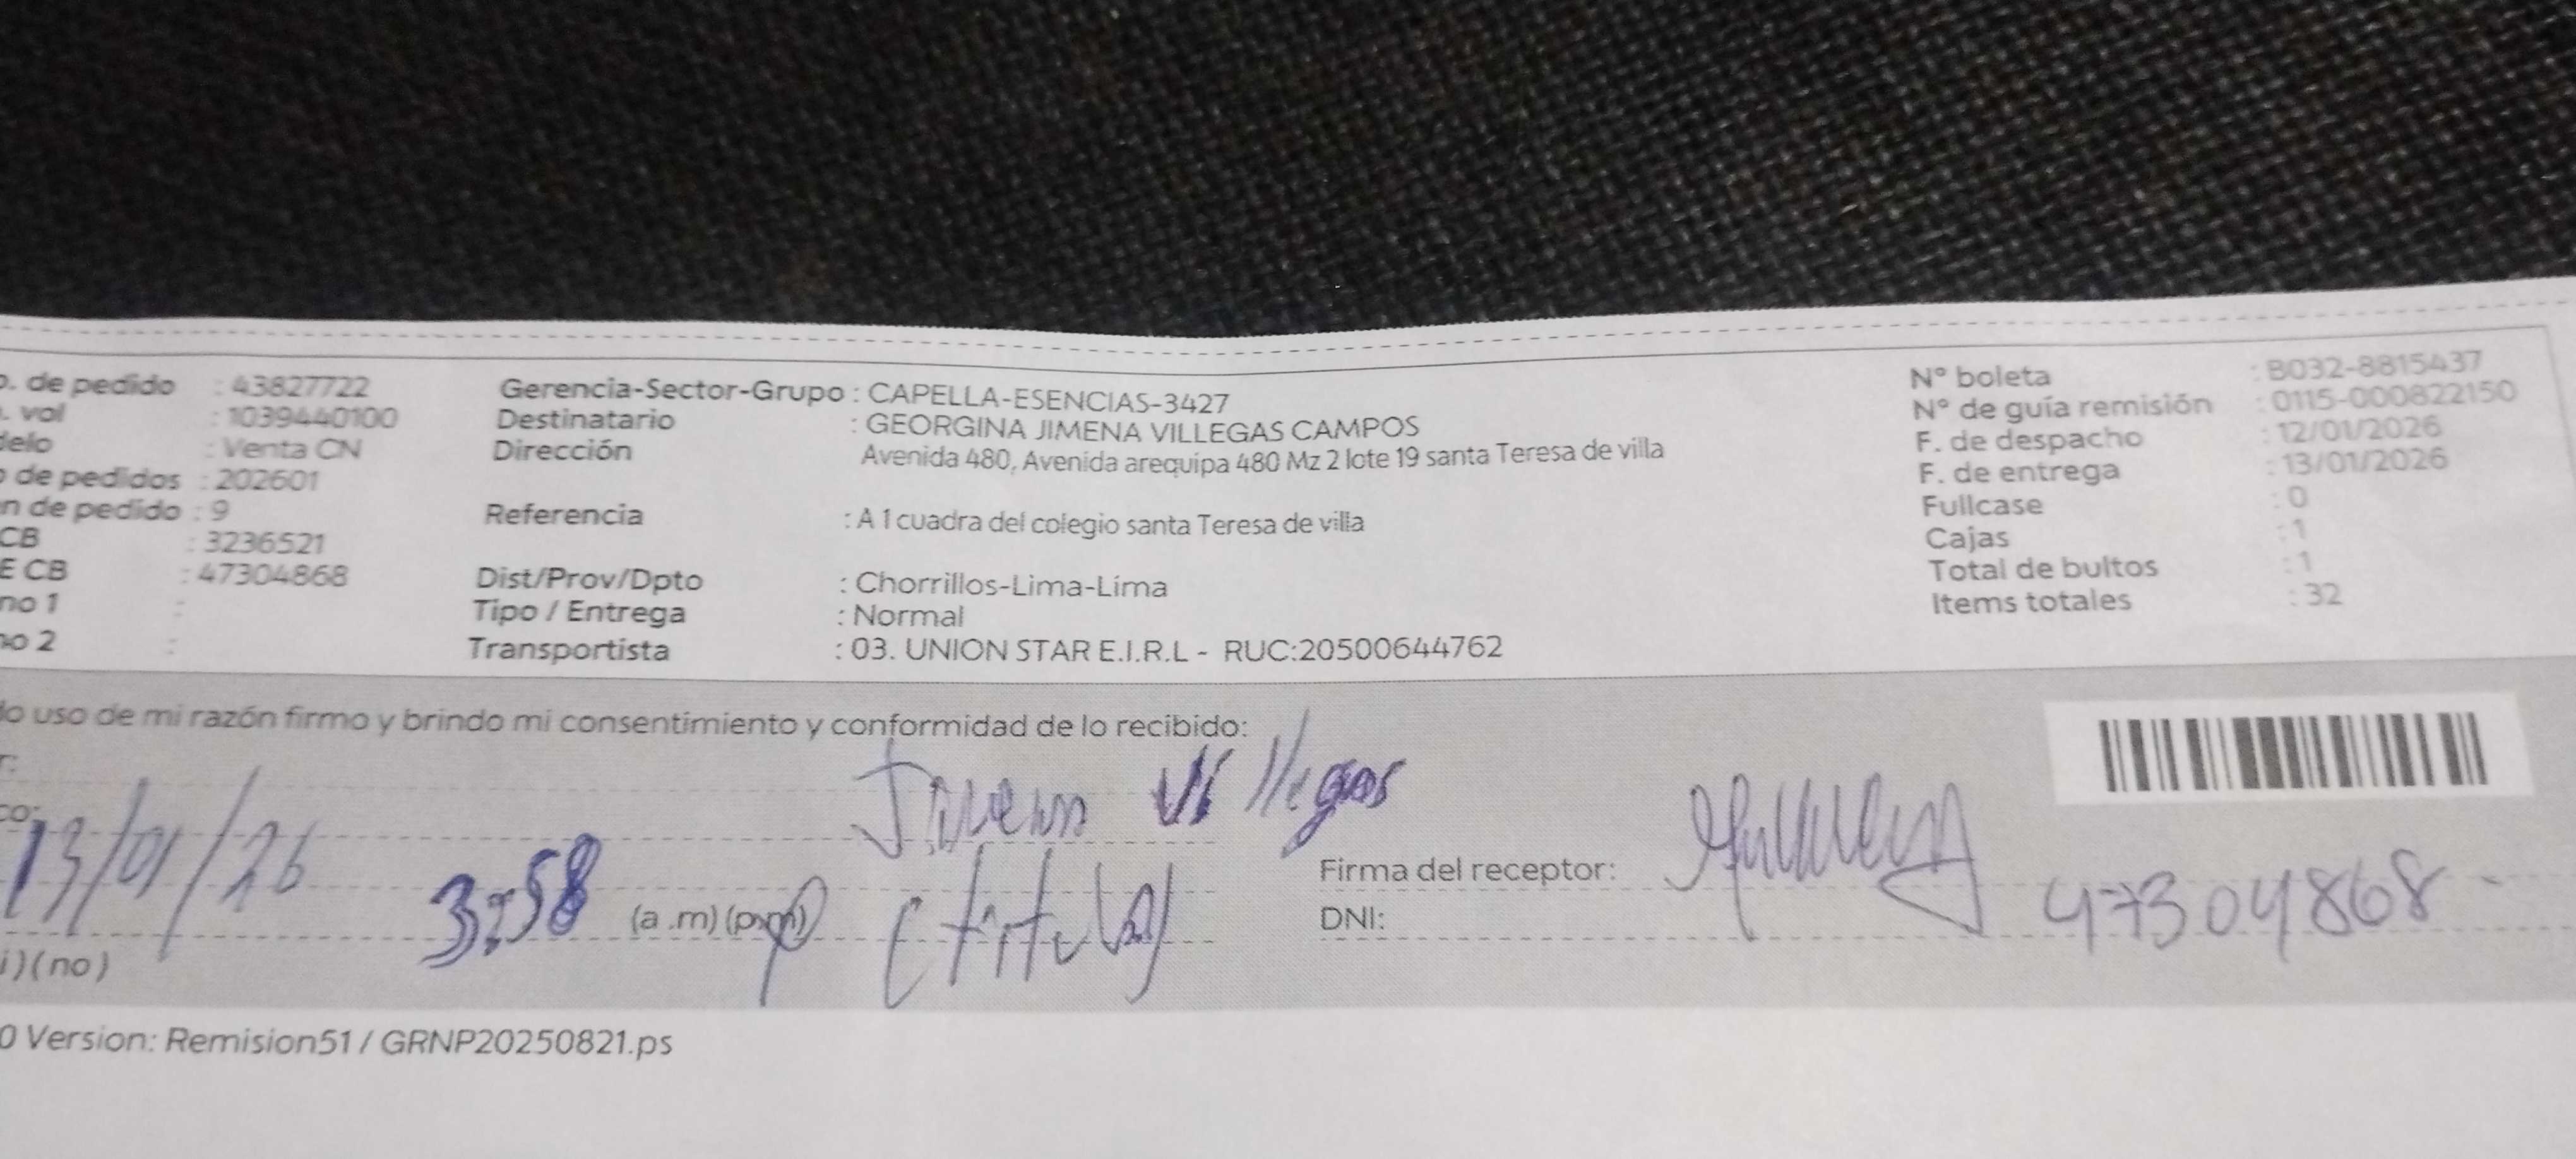 o. de pedido : 43827722
. vol : 1039440100
delo : Venta CN
o de pedidos : 202601
n de pedido : 9
CB : 3236521
E CB : 47304868
no 1 :
no 2 :
Gerencia-Sector-Grupo : CAPELLA-ESENCIAS-3427
Destinatario : GEORGINA JIMENA VILLEGAS CAMPOS
Dirección Avenida 480, Avenida arequipa 480 Mz 2 lote 19 santa Teresa de villa
Referencia : A 1 cuadra del colegio santa Teresa de villa
Dist/Prov/Dpto : Chorrillos-Lima-Lima
Tipo / Entrega : Normal
Transportista : 03. UNION STAR E.I.R.L - RUC:20500644762
N° boleta : B032-8815437
N° de guía remisión : 0115-000822150
F. de despacho : 12/01/2026
F. de entrega : 13/01/2026
Fullcase : 0
Cajas : 1
Total de bultos : 1
Items totales : 32
do uso de mi razón firmo y brindo mi consentimiento y conformidad de lo recibido:
r:
co:
Jimena Villegas
13/01/26 3:58 (a .m) (p.m) (titular)
Firma del receptor:
DNI: 47304868
i) (no)
0 Version: Remision51 / GRNP20250821.ps